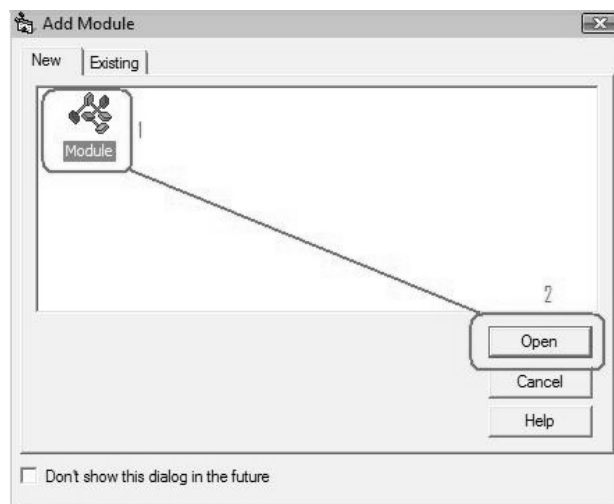 Add Module
New Existing
1
Module
2
Open
Cancel
Help
Don't show this dialog in the future